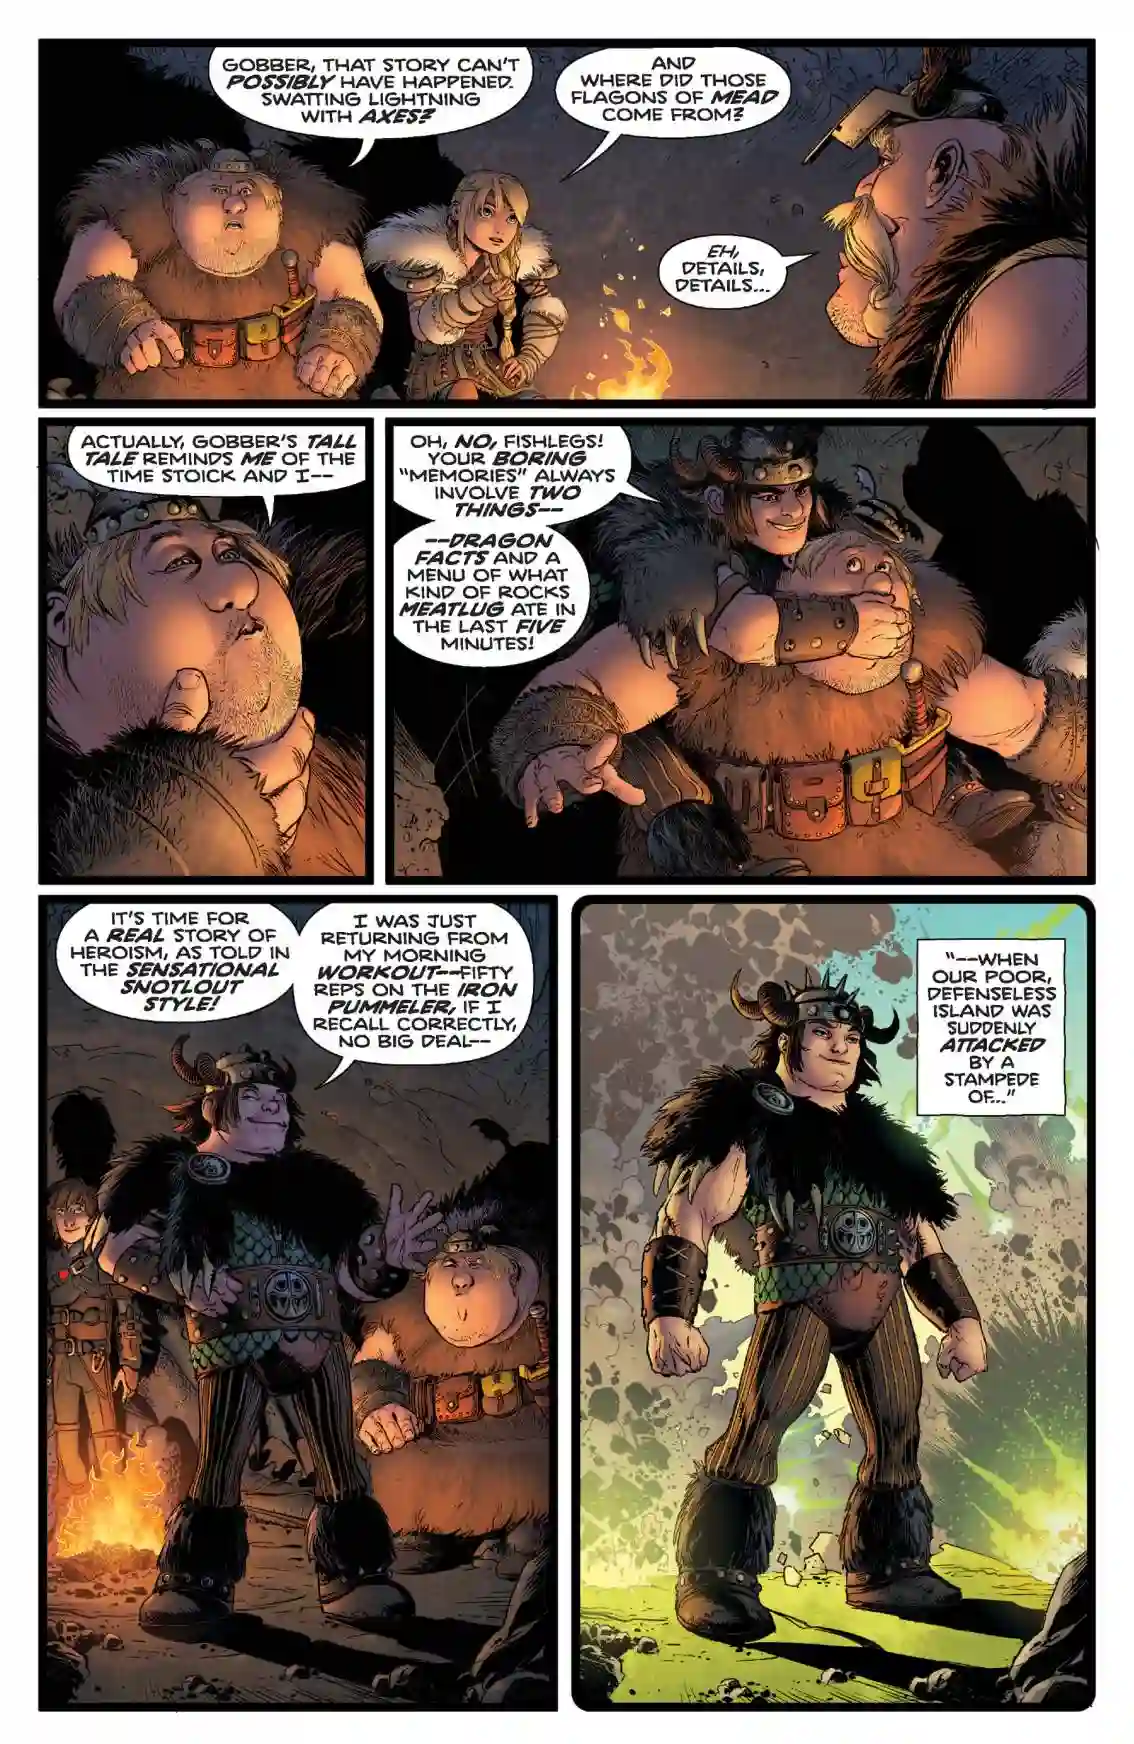 GOBBER, THAT STORY CAN'T
POSSIBLY HAVE HAPPENED.
SWATTING LIGHTNING
WITH AXES?
AND
WHERE DID THOSE
FLAGONS OF MEAD
COME FROM?
EH,
DETAILS,
DETAILS...
ACTUALLY, GOBBER'S TALL
TALE REMINDS ME OF THE
TIME STOICK AND I--
OH, NO, FISHLEGS!
YOUR BORING
"MEMORIES" ALWAYS
INVOLVE TWO
THINGS--
--DRAGON
FACTS AND A
MENU OF WHAT
KIND OF ROCKS
MEATLUG ATE IN
THE LAST FIVE
MINUTES!
IT'S TIME FOR
A REAL STORY OF
HEROISM, AS TOLD IN
THE SENSATIONAL
SNOTLOUT
STYLE!
I WAS JUST
RETURNING FROM
MY MORNING
WORKOUT--FIFTY
REPS ON THE IRON
PUMMELER, IF I
RECALL CORRECTLY,
NO BIG DEAL--
"--WHEN
OUR POOR,
DEFENSELESS
ISLAND WAS
SUDDENLY
ATTACKED
BY A
STAMPEDE
OF..."